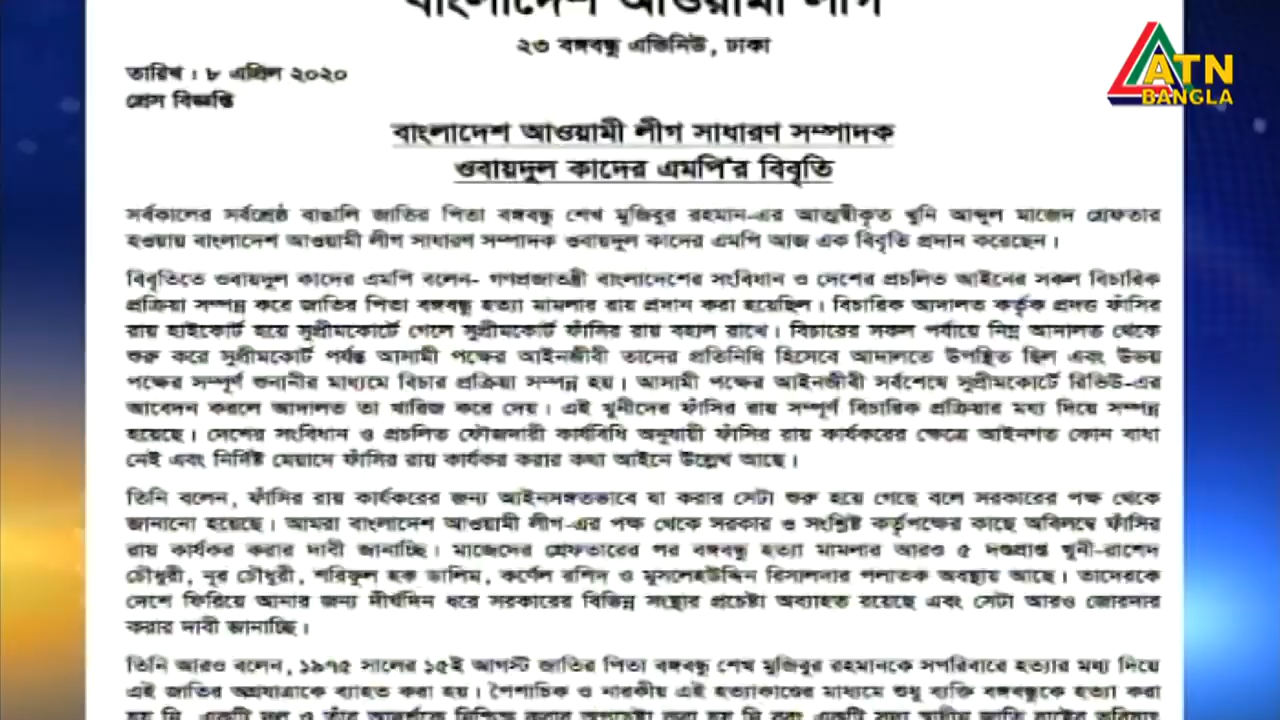 বাংলাদেশ আওয়ামী লীগ
২৩ বঙ্গবন্ধু এভিনিউ, ঢাকা
তারিখ : ৮ এপ্রিল ২০২০
প্রেস বিজ্ঞপ্তি
ATN
BANGLA
বাংলাদেশ আওয়ামী লীগ সাধারণ সম্পাদক
ওবায়দুল কাদের এমপি'র বিবৃতি
সর্বকালের সর্বশ্রেষ্ঠ বাঙালি জাতির পিতা বঙ্গবন্ধু শেখ মুজিবুর রহমান-এর আত্মস্বীকৃত খুনি আব্দুল মাজেদ গ্রেফতার
হওয়ায় বাংলাদেশ আওয়ামী লীগ সাধারণ সম্পাদক ওবায়দুল কাদের এমপি আজ এক বিবৃতি প্রদান করেছেন।
বিবৃতিতে ওবায়দুল কাদের এমপি বলেন- গণপ্রজাতন্ত্রী বাংলাদেশের সংবিধান ও দেশের প্রচলিত আইনের সকল বিচারিক
প্রক্রিয়া সম্পন্ন করে জাতির পিতা বঙ্গবন্ধু হত্যা মামলার রায় প্রদান করা হয়েছিল। বিচারিক আদালত কর্তৃক প্রদত্ত ফাঁসির
রায় হাইকোর্ট হয়ে সুপ্রীমকোর্টে গেলে সুপ্রীমকোর্ট ফাঁসির রায় বহাল রাখে। বিচারের সকল পর্যায়ে নিম্ন আদালত থেকে
শুরু করে সুপ্রীমকোর্ট পর্যন্ত আসামী পক্ষের আইনজীবী তাদের প্রতিনিধি হিসেবে আদালতে উপস্থিত ছিল এবং উভয়
পক্ষের সম্পূর্ণ শুনানীর মাধ্যমে বিচার প্রক্রিয়া সম্পন্ন হয়। আসামী পক্ষের আইনজীবী সর্বশেষে সুপ্রীমকোর্টে রিভিউ-এর
আবেদন করলে আদালত তা খারিজ করে দেয়। এই খুনীদের ফাঁসির রায় সম্পূর্ণ বিচারিক প্রক্রিয়ার মধ্য দিয়ে সম্পন্ন
হয়েছে। দেশের সংবিধান ও প্রচলিত ফৌজদারী কার্যবিধি অনুযায়ী ফাঁসির রায় কার্যকরের ক্ষেত্রে আইনগত কোন বাধা
নেই এবং নির্দিষ্ট মেয়াদে ফাঁসির রায় কার্যকর করার কথা আইনে উল্লেখ আছে।
তিনি বলেন, ফাঁসির রায় কার্যকরের জন্য আইনসঙ্গতভাবে যা করার সেটা শুরু হয়ে গেছে বলে সরকারের পক্ষ থেকে
জানানো হয়েছে। আমরা বাংলাদেশ আওয়ামী লীগ-এর পক্ষ থেকে সরকার ও সংশ্লিষ্ট কর্তৃপক্ষের কাছে অবিলম্বে ফাঁসির
রায় কার্যকর করার দাবী জানাচ্ছি। মাজেদের গ্রেফতারের পর বঙ্গবন্ধু হত্যা মামলার আরও ৫ দণ্ডপ্রাপ্ত খুনী-রাশেদ
চৌধুরী, নূর চৌধুরী, শরিফুল হক ডালিম, কর্ণেল রশিদ ও মুসলেহউদ্দিন রিসালদার পলাতক অবস্থায় আছে। তাদেরকে
দেশে ফিরিয়ে আনার জন্য দীর্ঘদিন ধরে সরকারের বিভিন্ন সংস্থার প্রচেষ্টা অব্যাহত রয়েছে এবং সেটা আরও জোরদার
করার দাবী জানাচ্ছি।
তিনি আরও বলেন, ১৯৭৫ সালের ১৫ই আগস্ট জাতির পিতা বঙ্গবন্ধু শেখ মুজিবুর রহমানকে সপরিবারে হত্যার মধ্য দিয়ে
এই জাতির অগ্রযাত্রাকে ব্যাহত করা হয়। পৈশাচিক ও নারকীয় এই হত্যাকাণ্ডের মাধ্যমে শুধু ব্যক্তি বঙ্গবন্ধুকে হত্যা করা